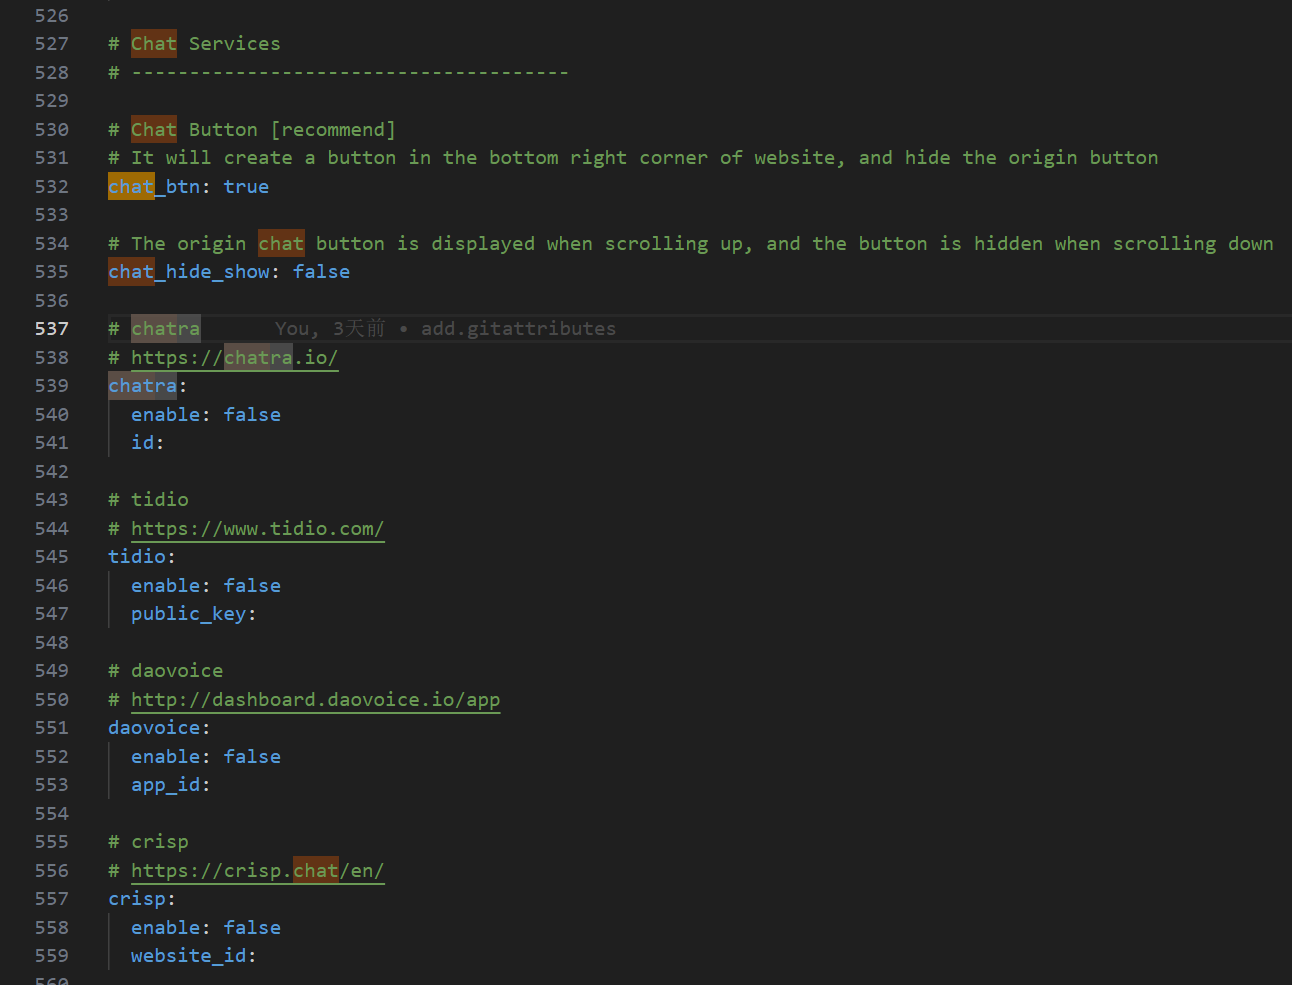 526
527 # Chat Services
528 # --------------------------------------
529
530 # Chat Button [recommend]
531 # It will create a button in the bottom right corner of website, and hide the origin button
532 chat_btn: true
533
534 # The origin chat button is displayed when scrolling up, and the button is hidden when scrolling down
535 chat_hide_show: false
536
537 # chatra You, 3天前 • add.gitattributes
538 # https://chatra.io/
539 chatra:
540   enable: false
541   id:
542
543 # tidio
544 # https://www.tidio.com/
545 tidio:
546   enable: false
547   public_key:
548
549 # daovoice
550 # http://dashboard.daovoice.io/app
551 daovoice:
552   enable: false
553   app_id:
554
555 # crisp
556 # https://crisp.chat/en/
557 crisp:
558   enable: false
559   website_id:
560